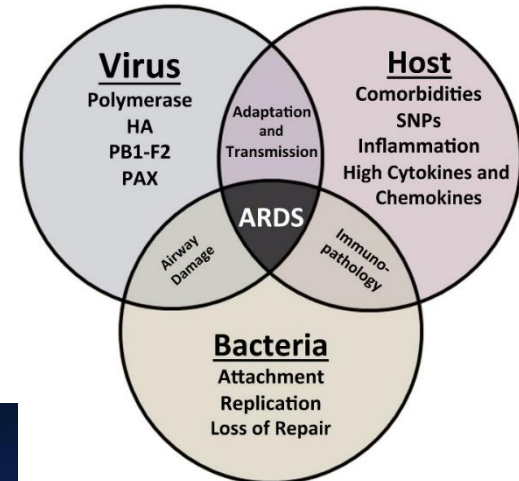 Virus
Polymerase
HA
PB1-F2
PAX
Host
Comorbidities
SNPs
Inflammation
High Cytokines and
Chemokines
Adaptation
and
Transmission
ARDS
Airway
Damage
Immuno-
pathology
Bacteria
Attachment
Replication
Loss of Repair